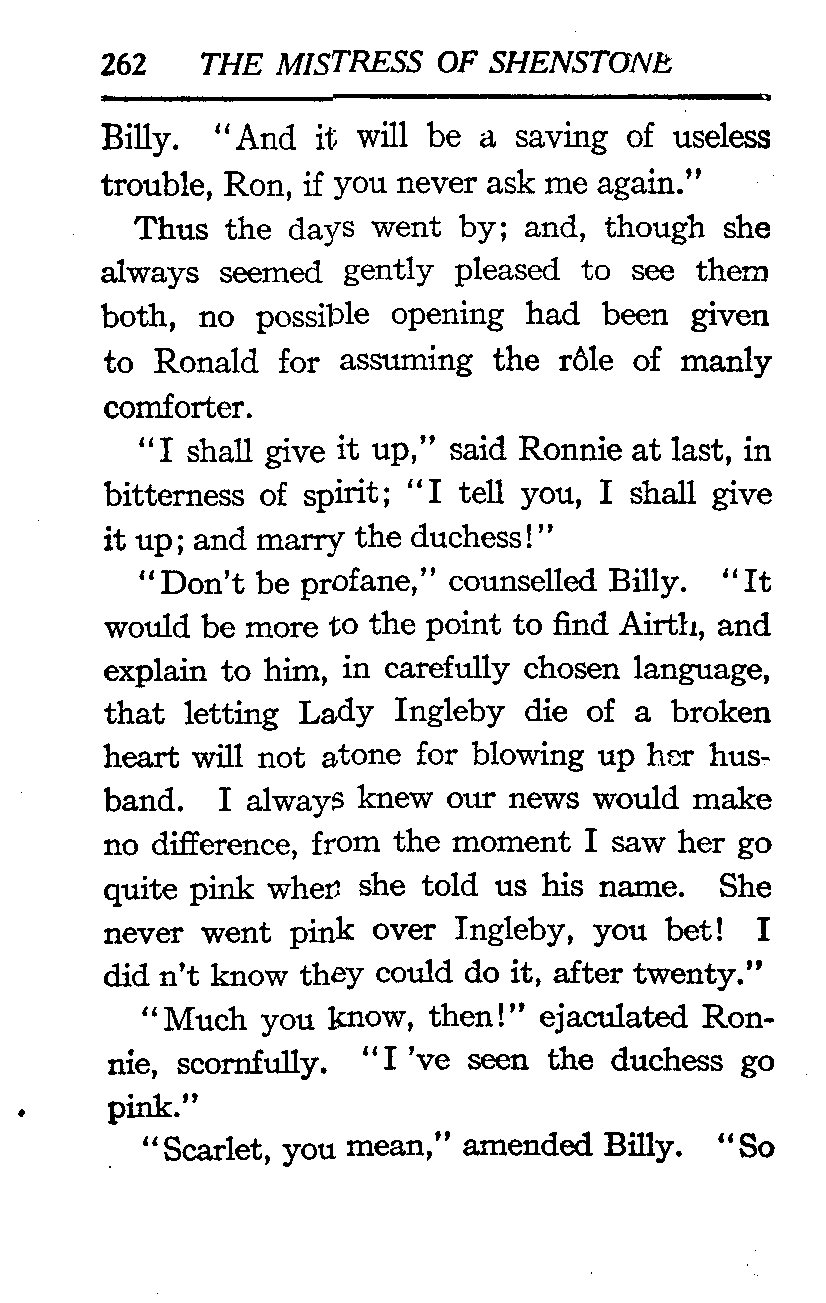 262 THE MISTRESS OF SHENSTONE
Billy. "And it will be a saving of useless
trouble, Ron, if you never ask me again."
Thus the days went by; and, though she
always seemed gently pleased to see them
both, no possible opening had been given
to Ronald for assuming the rôle of manly
comforter.
"I shall give it up," said Ronnie at last, in
bitterness of spirit; "I tell you, I shall give
it up; and marry the duchess!"
"Don't be profane," counselled Billy. "It
would be more to the point to find Airth, and
explain to him, in carefully chosen language,
that letting Lady Ingleby die of a broken
heart will not atone for blowing up her hus-
band. I always knew our news would make
no difference, from the moment I saw her go
quite pink when she told us his name. She
never went pink over Ingleby, you bet! I
did n't know they could do it, after twenty."
"Much you know, then!" ejaculated Ron-
nie, scornfully. "I 've seen the duchess go
pink."
"Scarlet, you mean," amended Billy. "So